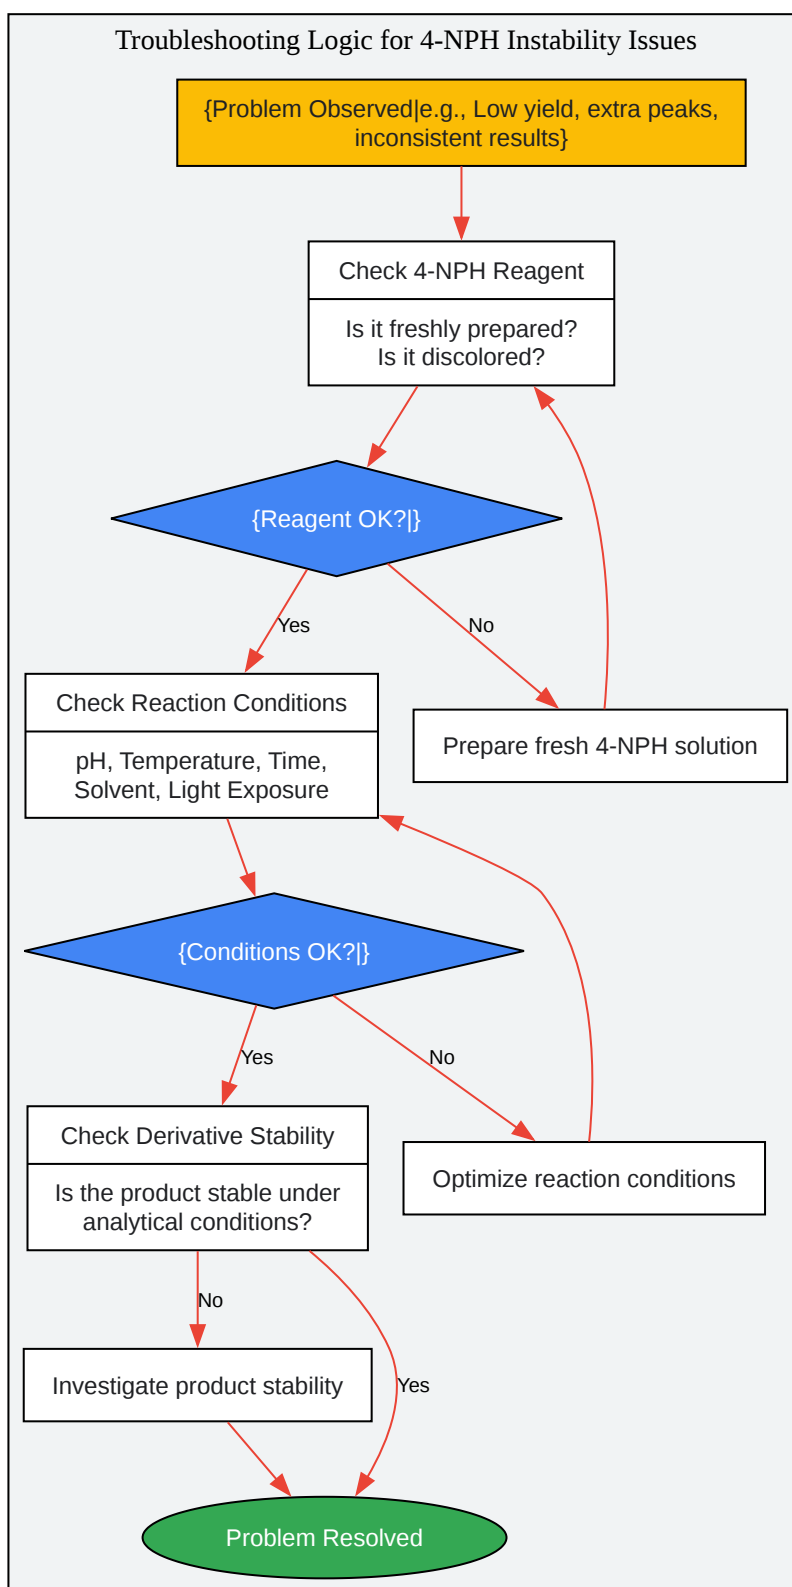 Troubleshooting Logic for 4-NPH Instability Issues
{Problem Observed|e.g., Low yield, extra peaks,
inconsistent results}
Check 4-NPH Reagent
Is it freshly prepared?
Is it discolored?
{Reagent OK?|}
Yes
No
Check Reaction Conditions
pH, Temperature, Time,
Solvent, Light Exposure
Prepare fresh 4-NPH solution
{Conditions OK?|}
Yes
No
Check Derivative Stability
Is the product stable under
analytical conditions?
Optimize reaction conditions
No
Investigate product stability
Yes
Problem Resolved